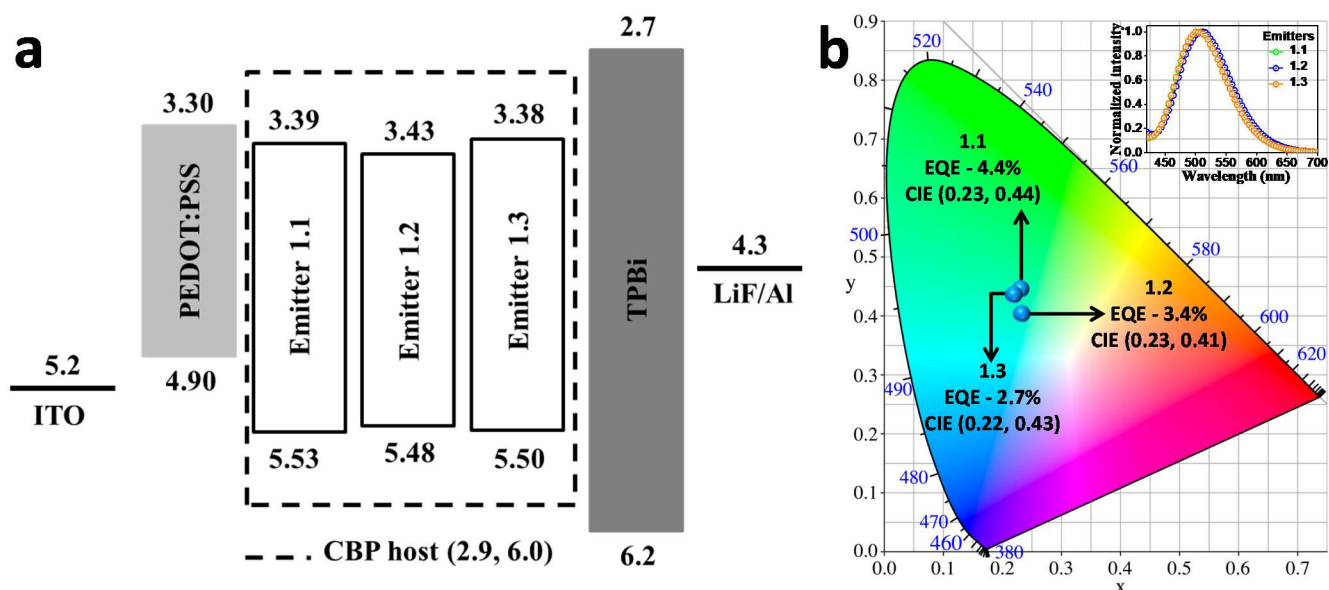 a
2.7
3.30
3.39
3.43
3.38
PEDOT:PSS
Emitter 1.1
Emitter 1.2
Emitter 1.3
TPBi
4.3
LiF/Al
5.2
ITO
4.90
5.53
5.48
5.50
CBP host (2.9, 6.0)
6.2
b
0.9
0.8
0.7
0.6
0.5
y
0.4
0.3
0.2
0.1
0.0
0.0
0.1
0.2
0.3
0.4
0.5
0.6
0.7
x
520
540
560
580
600
620
500
490
480
470
460
380
1.1
EQE - 4.4%
CIE (0.23, 0.44)
1.2
EQE - 3.4%
CIE (0.23, 0.41)
1.3
EQE - 2.7%
CIE (0.22, 0.43)
Normalized intensity
1.0
0.8
0.6
0.4
0.2
0.0
450
500
550
600
650
700
Wavelength (nm)
Emitters
1.1
1.2
1.3